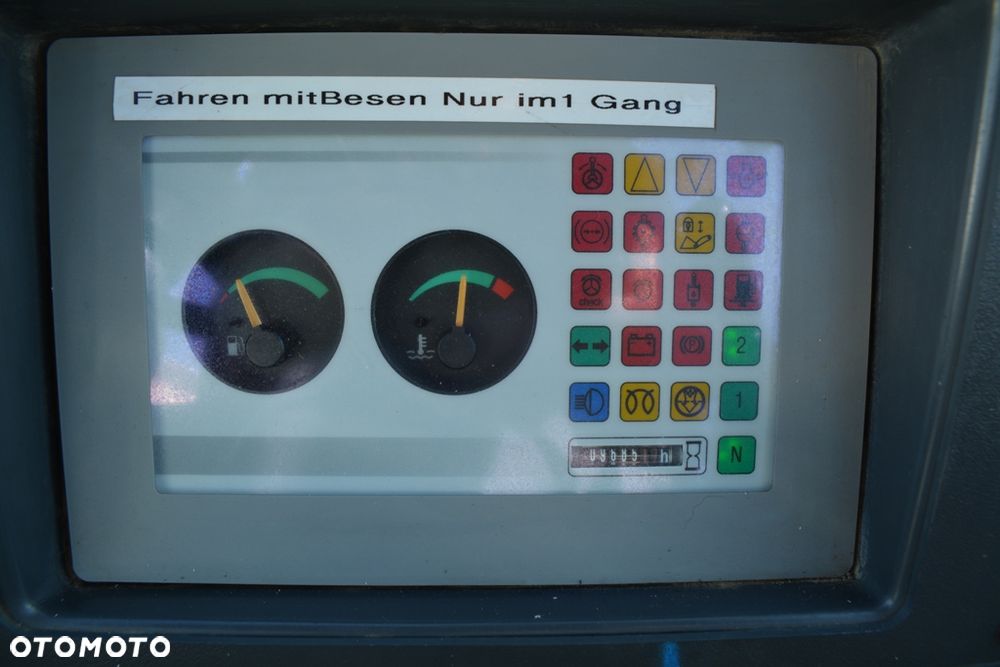 Fahren mitBesen Nur im1 Gang
check
P
2
1
N
h
OTOMOTO